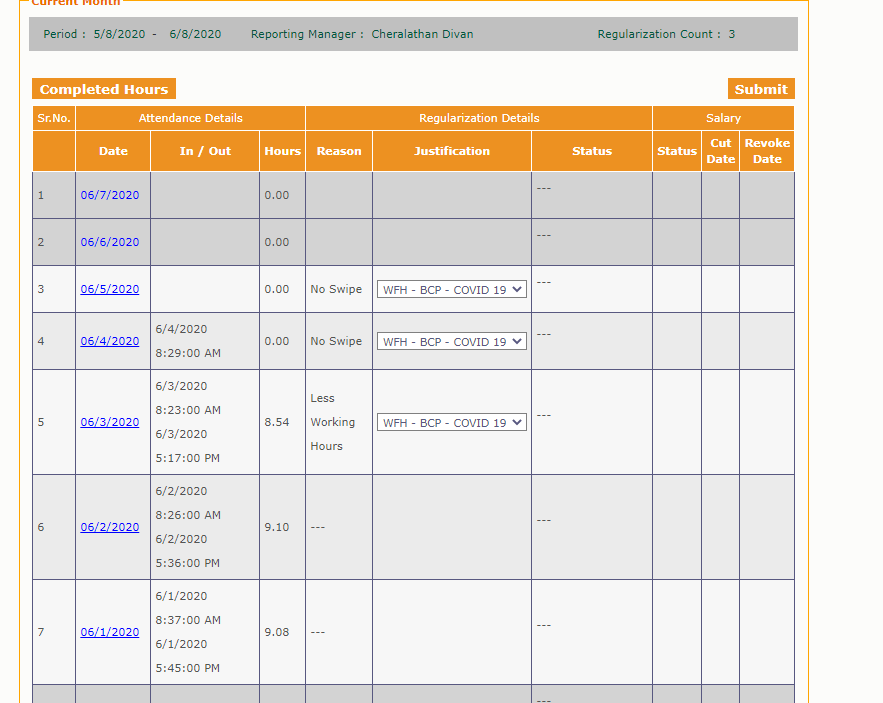 Current Month
Period : 5/8/2020 - 6/8/2020 Reporting Manager : Cheralathan Divan Regularization Count : 3
Completed Hours Submit
Sr.No. Attendance Details Regularization Details Salary
Date In / Out Hours Reason Justification Status Status Cut Date Revoke Date
1 06/7/2020 0.00 ---
2 06/6/2020 0.00 ---
3 06/5/2020 0.00 No Swipe WFH - BCP - COVID 19 ---
4 06/4/2020 6/4/2020 8:29:00 AM 0.00 No Swipe WFH - BCP - COVID 19 ---
5 06/3/2020 6/3/2020 8:23:00 AM 6/3/2020 5:17:00 PM 8.54 Less Working Hours WFH - BCP - COVID 19 ---
6 06/2/2020 6/2/2020 8:26:00 AM 6/2/2020 5:36:00 PM 9.10 --- ---
7 06/1/2020 6/1/2020 8:37:00 AM 6/1/2020 5:45:00 PM 9.08 --- ---
---